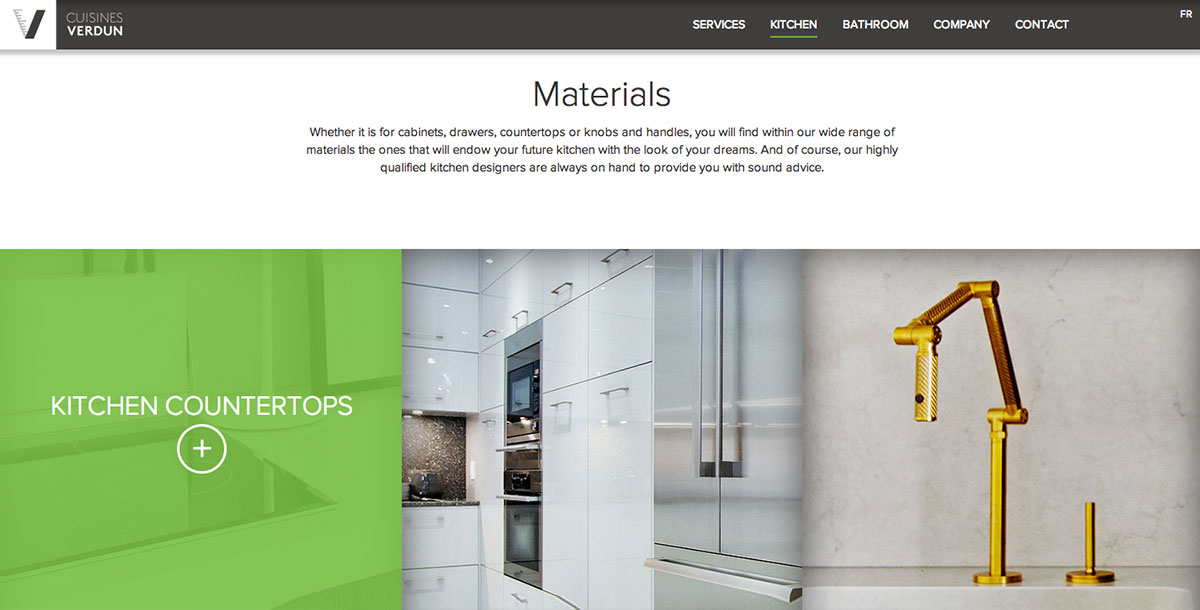 CUISINES
VERDUN
SERVICES KITCHEN BATHROOM COMPANY CONTACT
FR
Materials
Whether it is for cabinets, drawers, countertops or knobs and handles, you will find within our wide range of
materials the ones that will endow your future kitchen with the look of your dreams. And of course, our highly
qualified kitchen designers are always on hand to provide you with sound advice.
KITCHEN COUNTERTOPS
+